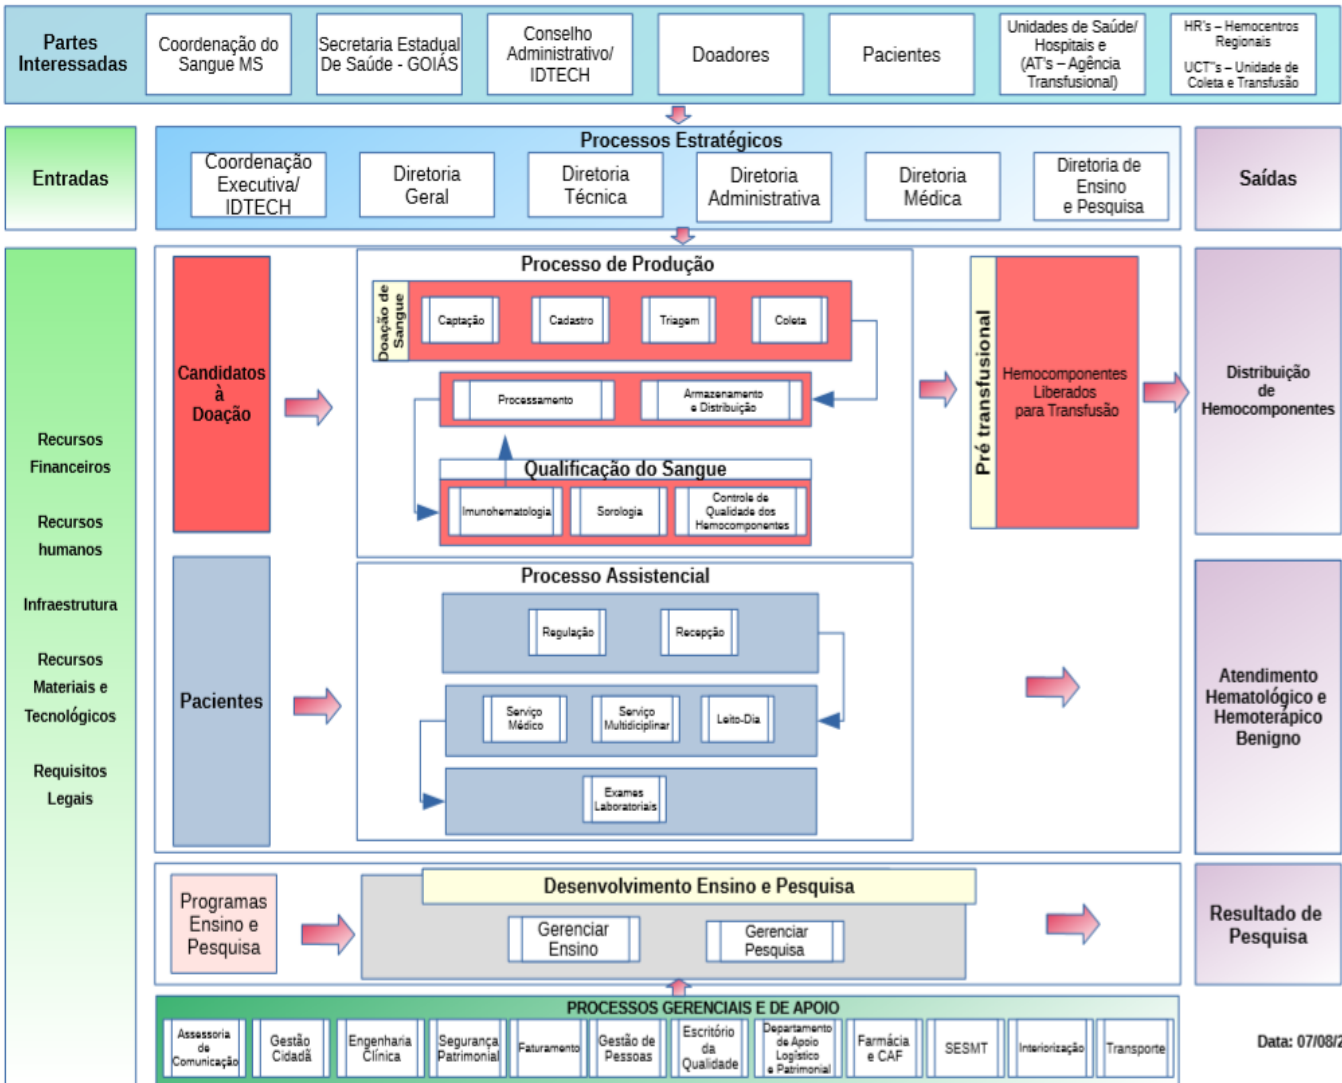 Partes
Interessadas
Coordenação do
Sangue MS
Secretaria Estadual
De Saúde - GOIÁS
Conselho
Administrativo/
IDTECH
Doadores
Pacientes
Unidades de Saúde/
Hospitais e
(AT's – Agência
Transfusional)
HR's – Hemocentros
Regionais
UCT"s – Unidade de
Coleta e Transfusão
Entradas
Processos Estratégicos
Coordenação
Executiva/
IDTECH
Diretoria
Geral
Diretoria
Técnica
Diretoria
Administrativa
Diretoria
Médica
Diretoria de
Ensino
e Pesquisa
Saídas
Recursos
Financeiros
Recursos
humanos
Infraestrutura
Recursos
Materiais e
Tecnológicos
Requisitos
Legais
Candidatos
à
Doação
Processo de Produção
Doação de
Sangue
Captação
Cadastro
Triagem
Coleta
Processamento
Armazenamento
e Distribuição
Qualificação do Sangue
Imunohematologia
Sorologia
Controle de
Qualidade dos
Hemocomponentes
Pré transfusional
Hemocomponentes
Liberados
para Transfusão
Distribuição
de
Hemocomponentes
Pacientes
Processo Assistencial
Regulação
Recepção
Serviço
Médico
Serviço
Multidiciplinar
Leito-Dia
Exames
Laboratoriais
Atendimento
Hematológico e
Hemoterápico
Benigno
Programas
Ensino e
Pesquisa
Desenvolvimento Ensino e Pesquisa
Gerenciar
Ensino
Gerenciar
Pesquisa
Resultado de
Pesquisa
PROCESSOS GERENCIAIS E DE APOIO
Assessoria
de
Comunicação
Gestão
Cidadã
Engenharia
Clínica
Segurança
Patrimonial
Faturamento
Gestão de
Pessoas
Escritório
da
Qualidade
Departamento
de Apoio
Logístico
e Patrimonial
Farmácia
e CAF
SESMT
Interiorização
Transporte
Data: 07/08/2